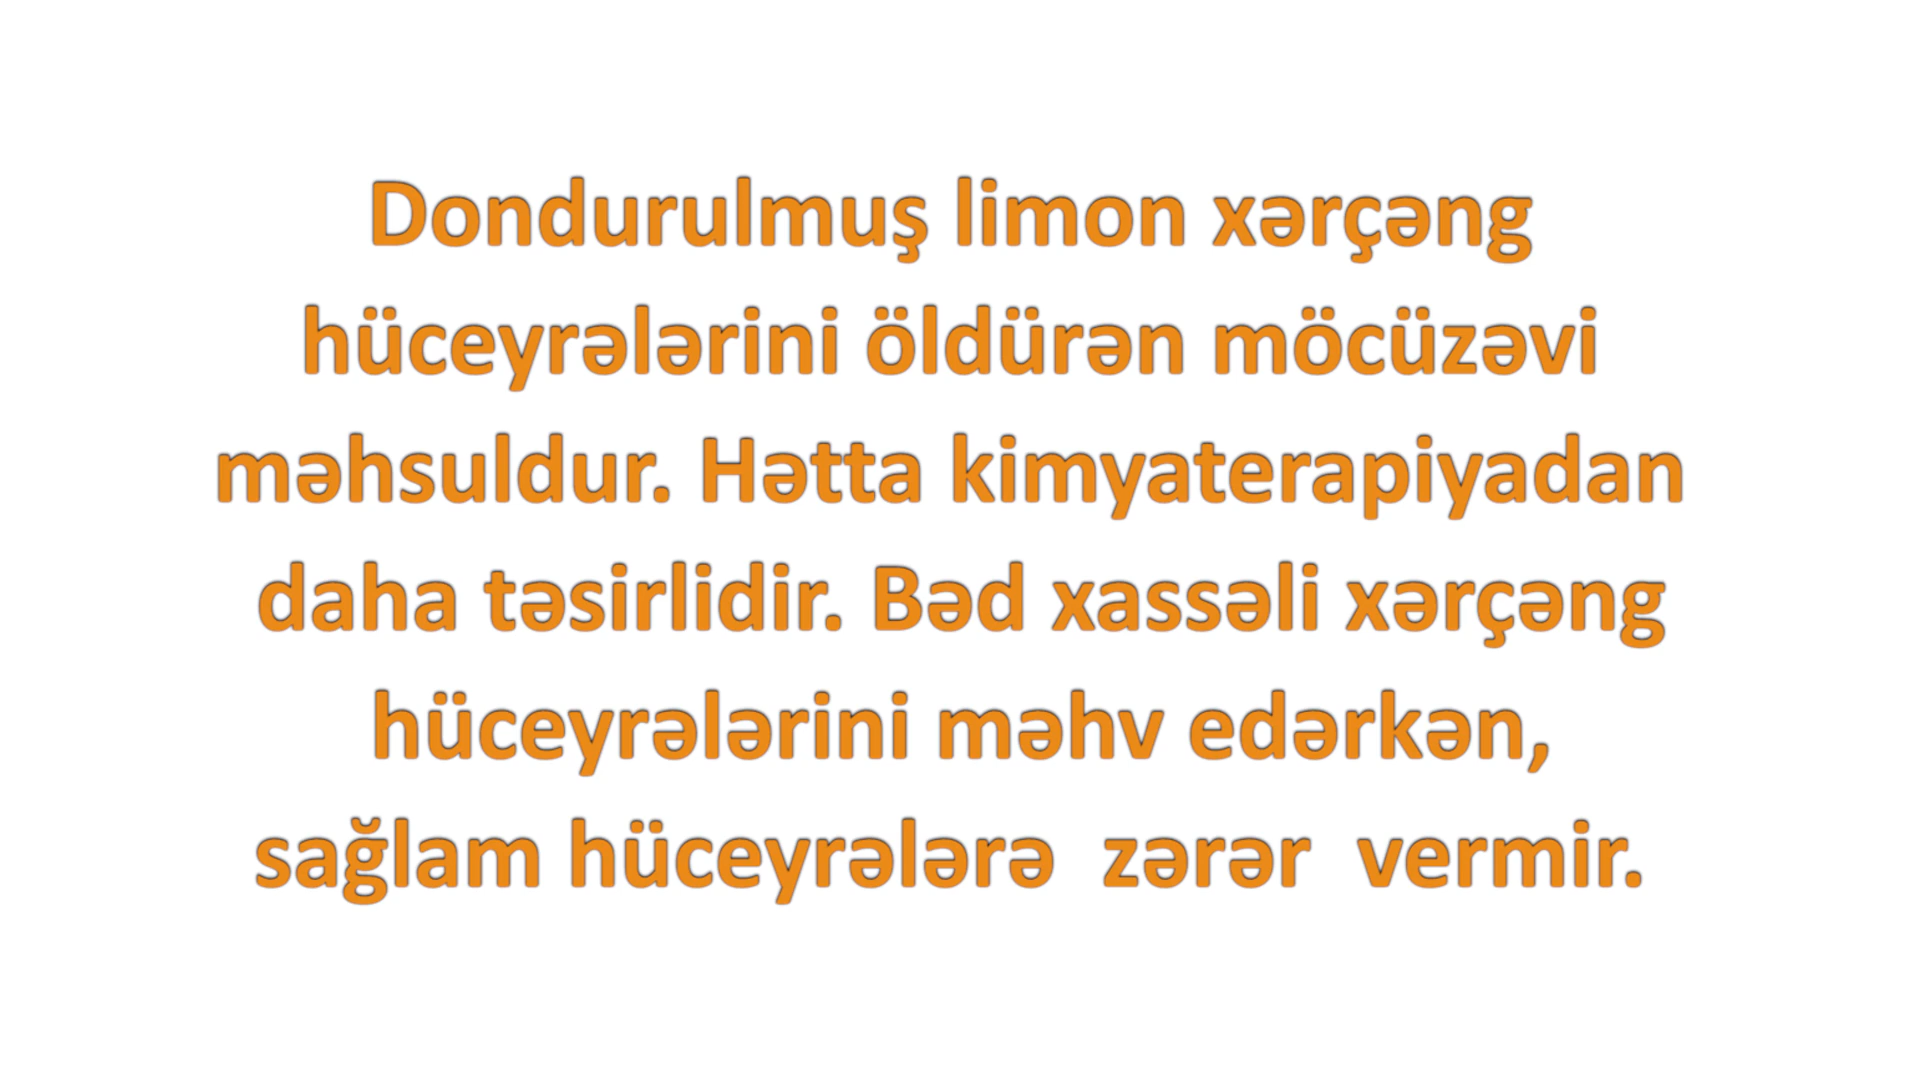 Dondurulmuş limon xərçəng
hüceyrələrini öldürən möcüzəvi
məhsuldur. Hətta kimyaterapiyadan
daha təsirlidir. Bəd xassəli xərçəng
hüceyrələrini məhv edərkən,
sağlam hüceyrələrə  zərər  vermir.